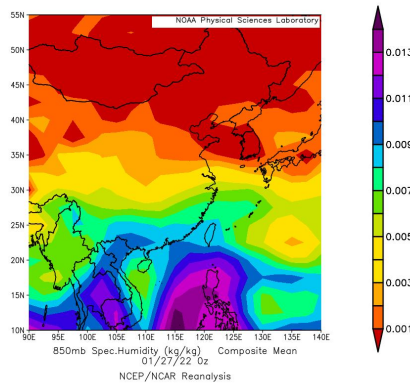 NOAA Physical Sciences Laboratory
55N
50N
45N
40N
35N
30N
25N
20N
15N
10N
90E 95E 100E 105E 110E 115E 120E 125E 130E 135E 140E
0.013
0.011
0.009
0.007
0.005
0.003
0.001
850mb Spec.Humidity (kg/kg) Composite Mean
01/27/22 0z
NCEP/NCAR Reanalysis